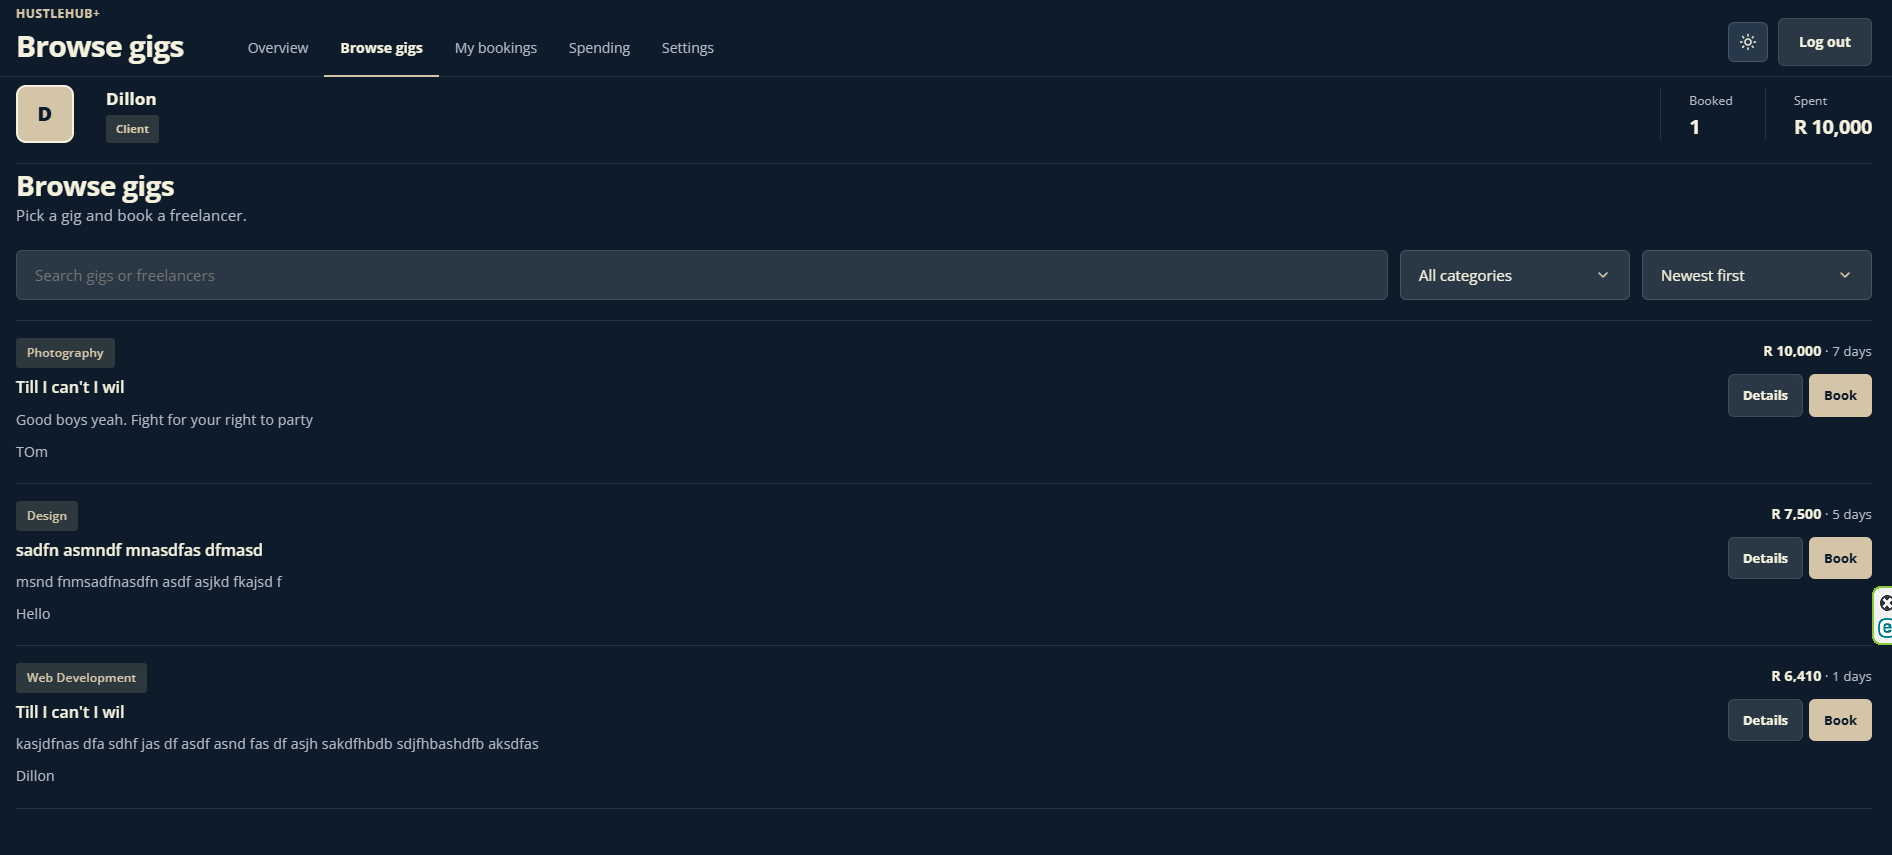 HUSTLEHUB+
Browse gigs
Overview
Browse gigs
My bookings
Spending
Settings
Log out
D
Dillon
Client
Booked
1
Spent
R 10,000
Browse gigs
Pick a gig and book a freelancer.
Search gigs or freelancers
All categories
Newest first
Photography
R 10,000 · 7 days
Till I can't I wil
Details
Book
Good boys yeah. Fight for your right to party
TOm
Design
R 7,500 · 5 days
sadfn asmndf mnasdfas dfmasd
Details
Book
msnd fnmsadfnasdfn asdf asjkd fkajsd f
Hello
Web Development
R 6,410 · 1 days
Till I can't I wil
Details
Book
kasjdfnas dfa sdhf jas df asdf asnd fas df asjh sakdfhbdb sdjfhbashdfb aksdfas
Dillon